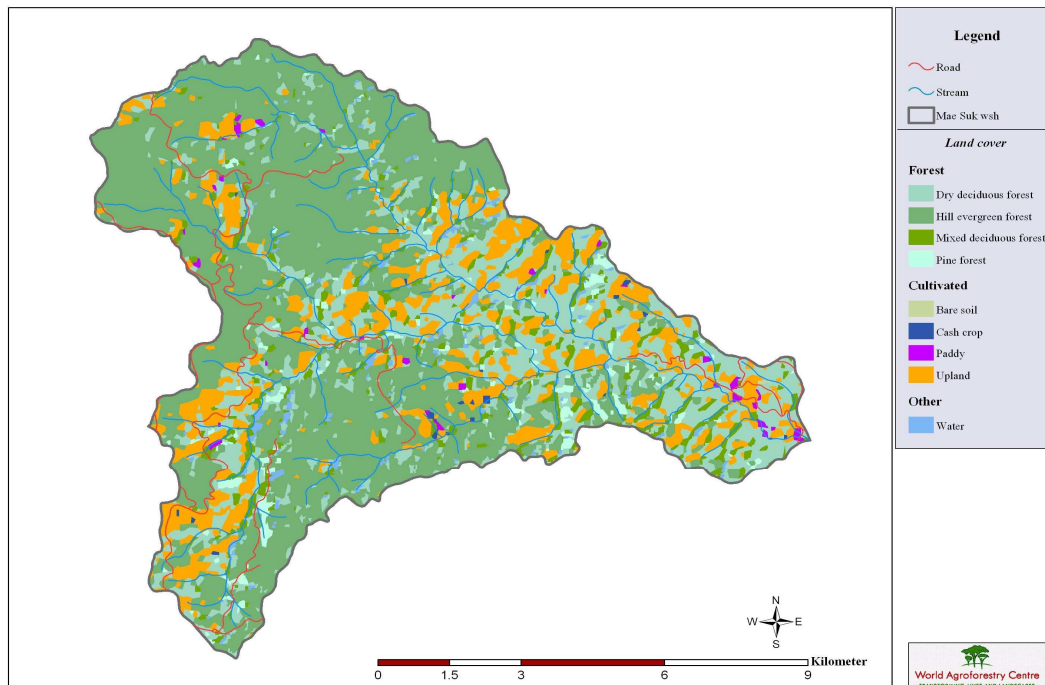 Legend
Road
Stream
Mae Suk wsh
Land cover
Forest
Dry deciduous forest
Hill evergreen forest
Mixed deciduous forest
Pine forest
Cultivated
Bare soil
Cash crop
Paddy
Upland
Other
Water
N
W E
S
Kilometer
0 1.5 3 6 9
World Agroforestry Centre